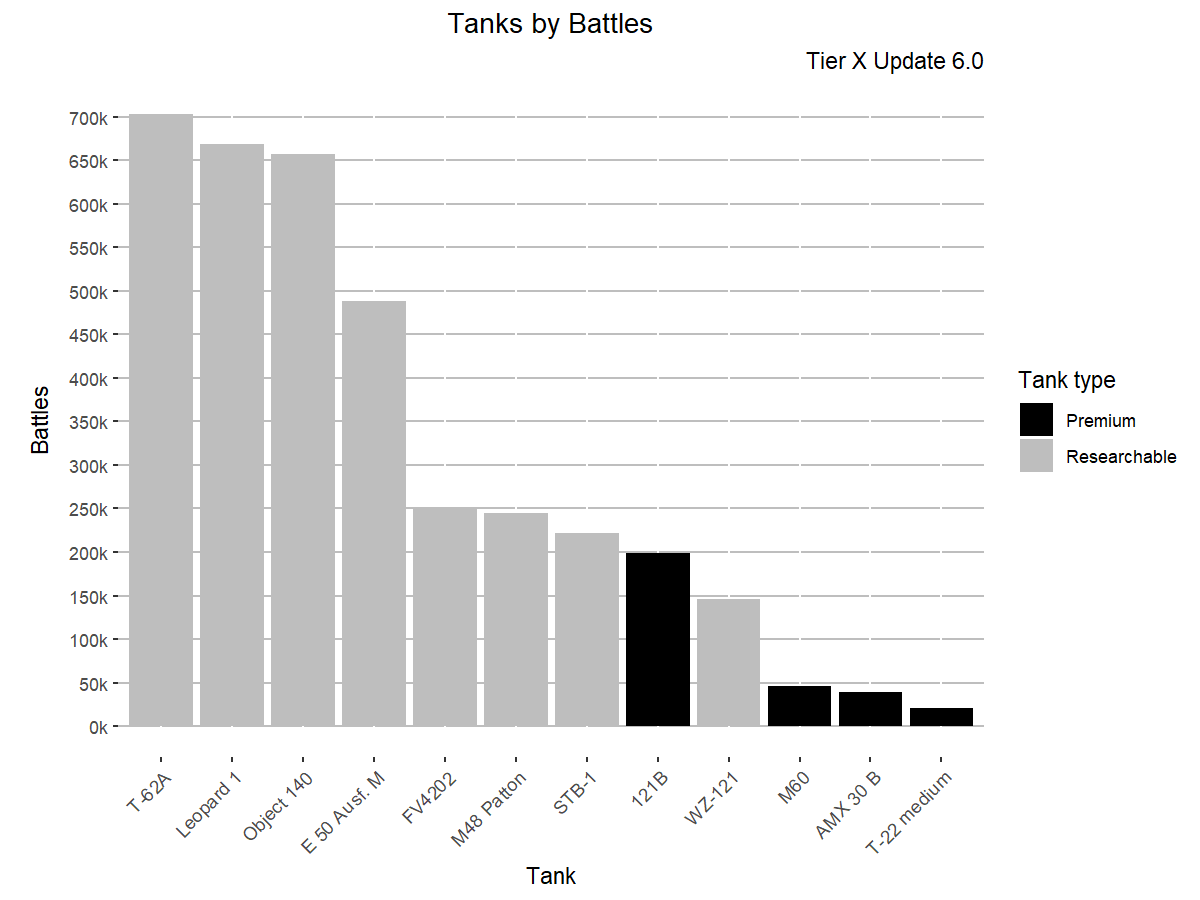 Tanks by Battles
Tier X Update 6.0
700k
650k
600k
550k
500k
450k
400k
350k
300k
250k
200k
150k
100k
50k
0k
Battles
T-62A
Leopard 1
Object 140
E 50 Ausf. M
FV4202
M48 Patton
STB-1
121B
WZ-121
M60
AMX 30 B
T-22 medium
Tank
Tank type
Premium
Researchable